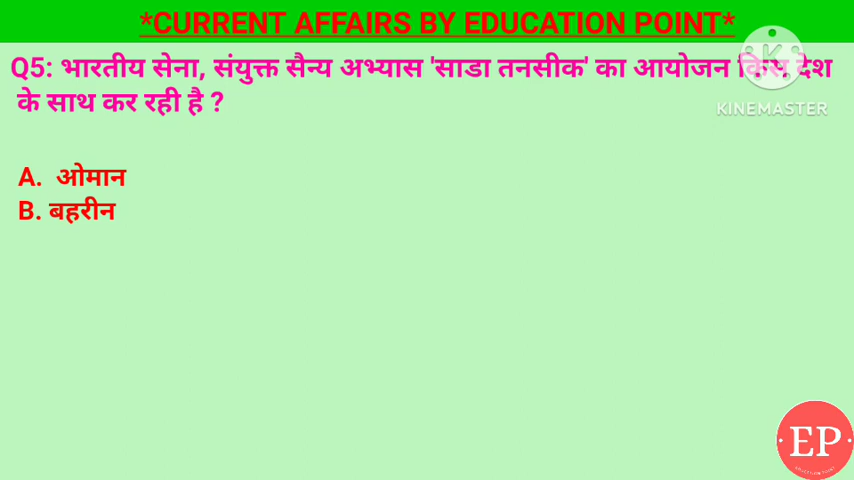 *CURRENT AFFAIRS BY EDUCATION POINT*
Q5: भारतीय सेना, संयुक्त सैन्य अभ्यास 'साडा तनसीक' का आयोजन किस देश
के साथ कर रही है ?
KINEMASTER
A. ओमान
B. बहरीन
EP